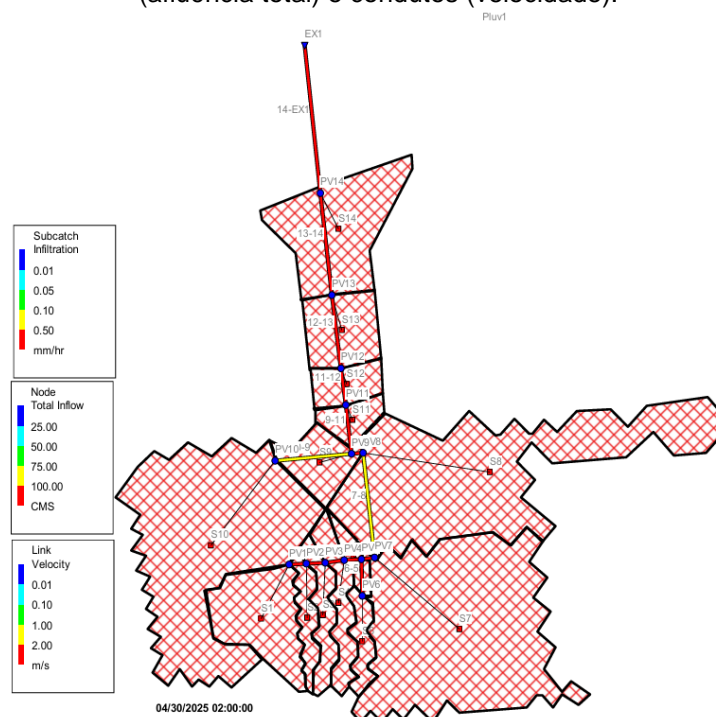 (afluência total) e condutos (velocidade).
Pluv1
EX1
14-EX1
PV14
S14
13-14
Subcatch
Infiltration
0.01
0.05
0.10
0.50
mm/hr
PV13
12-13
S13
PV12
11-12
S12
PV11
9-11
S11
Node
Total Inflow
25.00
50.00
75.00
100.00
CMS
PV10
S9
PV9
V8
S8
7-8
S10
Link
Velocity
0.01
0.10
1.00
2.00
m/s
PV1
PV2
PV3
PV4
PV
PV7
6-5
PV6
S1
S7
04/30/2025 02:00:00